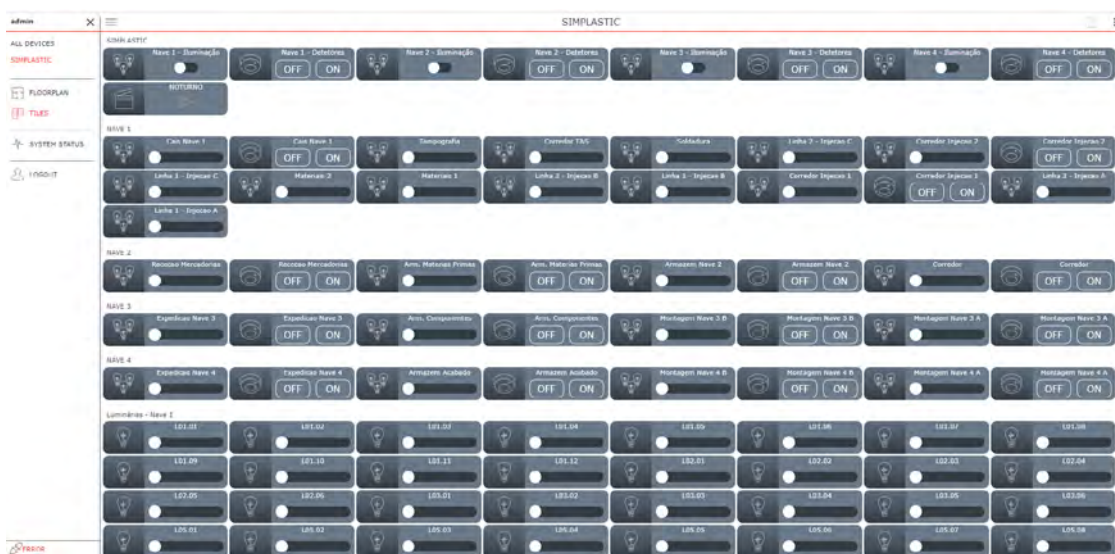 admin
SIMPLASTIC
ALL DEVICES
SIMPLASTIC
FLOORPLAN
TILES
SYSTEM STATUS
LOGOUT
ERROR
SIMPLASTIC
Nave 1 - Iluminação
Nave 1 - Detetores
OFF ON
Nave 2 - Iluminação
Nave 2 - Detetores
OFF ON
Nave 3 - Iluminação
Nave 3 - Detetores
OFF ON
Nave 4 - Iluminação
Nave 4 - Detetores
OFF ON
NOTURNO
NAVE 1
Cais Nave 1
Cais Nave 1
OFF ON
Tampografia
Corredor TAS
Soldadura
Linha 2 - Injecao C
Corredor Injecao 2
Corredor Injecao 2
OFF ON
Linha 1 - Injecao C
Materiais 2
Materiais 1
Linha 2 - Injecao B
Linha 1 - Injecao B
Corredor Injecao 1
Corredor Injecao 1
OFF ON
Linha 2 - Injecao A
Linha 1 - Injecao A
NAVE 2
Rececao Mercadorias
Rececao Mercadorias
OFF ON
Arm. Materias Primas
Arm. Materias Primas
OFF ON
Armazem Nave 2
Armazem Nave 2
OFF ON
Corredor
Corredor
OFF ON
NAVE 3
Expedicao Nave 3
Expedicao Nave 3
OFF ON
Arm. Componentes
Arm. Componentes
OFF ON
Montagem Nave 3 B
Montagem Nave 3 B
OFF ON
Montagem Nave 3 A
Montagem Nave 3 A
OFF ON
NAVE 4
Expedicao Nave 4
Expedicao Nave 4
OFF ON
Armazem Acabado
Armazem Acabado
OFF ON
Montagem Nave 4 B
Montagem Nave 4 B
OFF ON
Montagem Nave 4 A
Montagem Nave 4 A
OFF ON
Luminárias - Nave 1
L01.01
L01.02
L01.03
L01.04
L01.05
L01.06
L01.07
L01.08
L01.09
L01.10
L01.11
L01.12
L02.01
L02.02
L02.03
L02.04
L02.05
L02.06
L03.01
L03.02
L03.03
L03.04
L03.05
L03.06
L05.01
L05.02
L05.03
L05.04
L05.05
L05.06
L05.07
L05.08